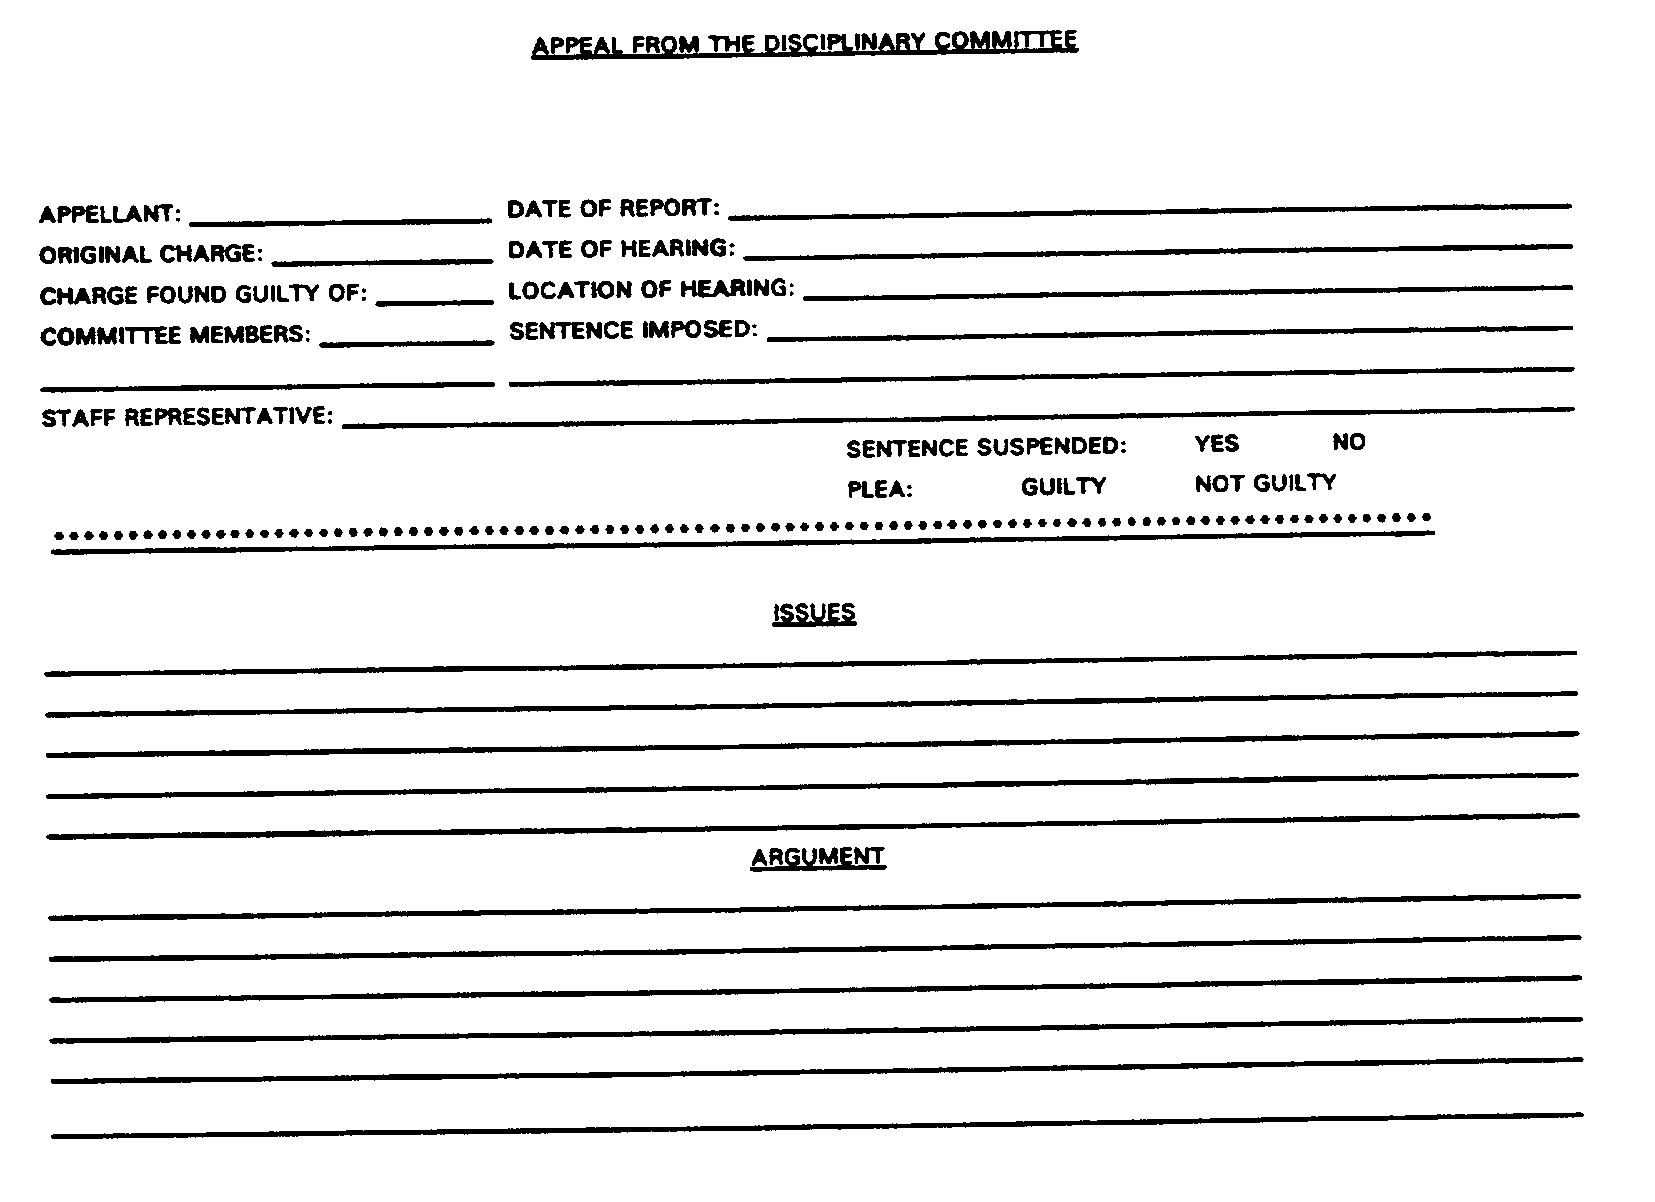 APPEAL FROM THE DISCIPLINARY COMMITTEE
APPELLANT: DATE OF REPORT:
ORIGINAL CHARGE: DATE OF HEARING:
CHARGE FOUND GUILTY OF: LOCATION OF HEARING:
COMMITTEE MEMBERS: SENTENCE IMPOSED:
STAFF REPRESENTATIVE:
SENTENCE SUSPENDED: YES NO
PLEA: GUILTY NOT GUILTY
ISSUES
ARGUMENT